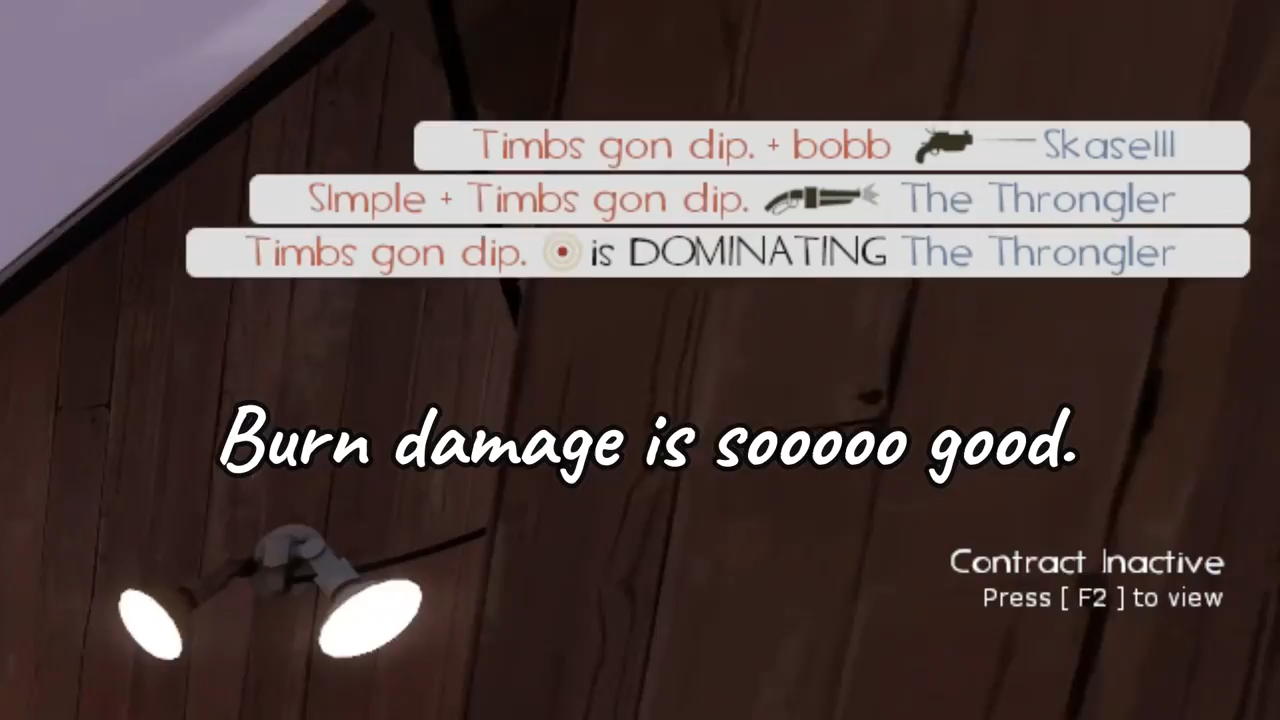 Timbs gon dip. + bobb Skaselll
SImple + Timbs gon dip. The Throngler
Timbs gon dip. is DOMINATING The Throngler
Burn damage is sooooo good.
Contract Inactive
Press [ F2 ] to view